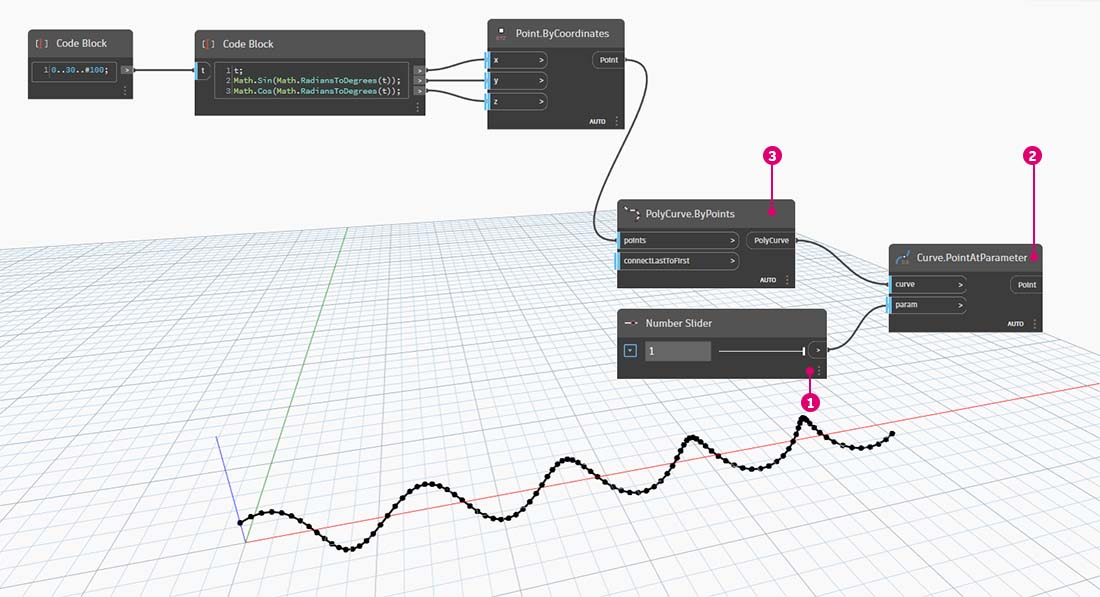 Code Block
1 0..30..#100;
>
Code Block
t
1 t;
2 Math.Sin(Math.RadiansToDegrees(t));
3 Math.Cos(Math.RadiansToDegrees(t));
>
>
>
Point.ByCoordinates
x > Point
y >
z >
AUTO
3
2
PolyCurve.ByPoints
points > PolyCurve
connectLastToFirst >
AUTO
Curve.PointAtParameter
curve > Point
param >
AUTO
Number Slider
1 >
1